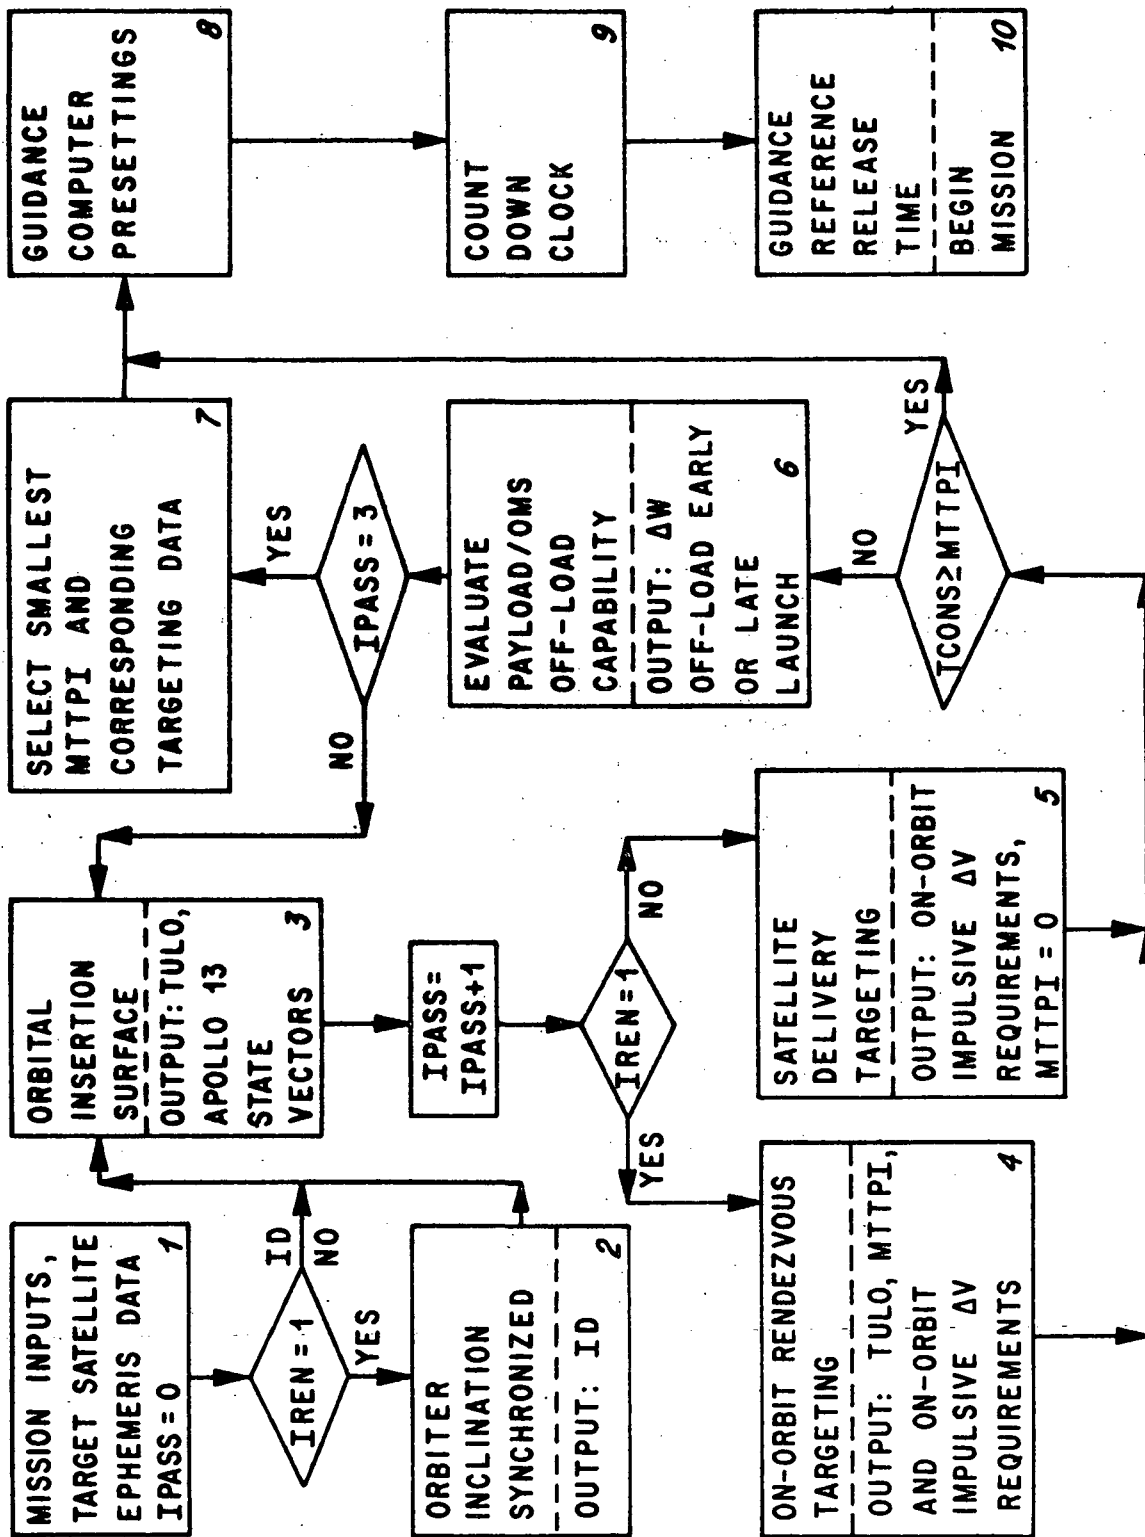 MISSION INPUTS,
TARGET SATELLITE
EPHEMERIS DATA
IPASS=0
1
IREN=1
ID
NO
YES
ORBITER
INCLINATION
SYNCHRONIZED
OUTPUT: ID
2
ORBITAL
INSERTION
SURFACE
OUTPUT: TULO,
APOLLO 13
STATE
VECTORS
3
IPASS=
IPASS+1
IREN=1
YES
NO
ON-ORBIT RENDEZVOUS
TARGETING
OUTPUT: TULO, MTTPI,
AND ON-ORBIT
IMPULSIVE ΔV
REQUIREMENTS
4
SATELLITE
DELIVERY
TARGETING
OUTPUT: ON-ORBIT
IMPULSIVE ΔV
REQUIREMENTS,
MTTPI=0
5
TCONS≥MTTPI
NO
YES
EVALUATE
PAYLOAD/OMS
OFF-LOAD
CAPABILITY
OUTPUT: ΔW
OFF-LOAD EARLY
OR LATE
LAUNCH
6
IPASS=3
NO
YES
SELECT SMALLEST
MTTPI AND
CORRESPONDING
TARGETING DATA
7
GUIDANCE
COMPUTER
PRESETTINGS
8
COUNT
DOWN
CLOCK
9
GUIDANCE
REFERENCE
RELEASE
TIME
BEGIN
MISSION
10